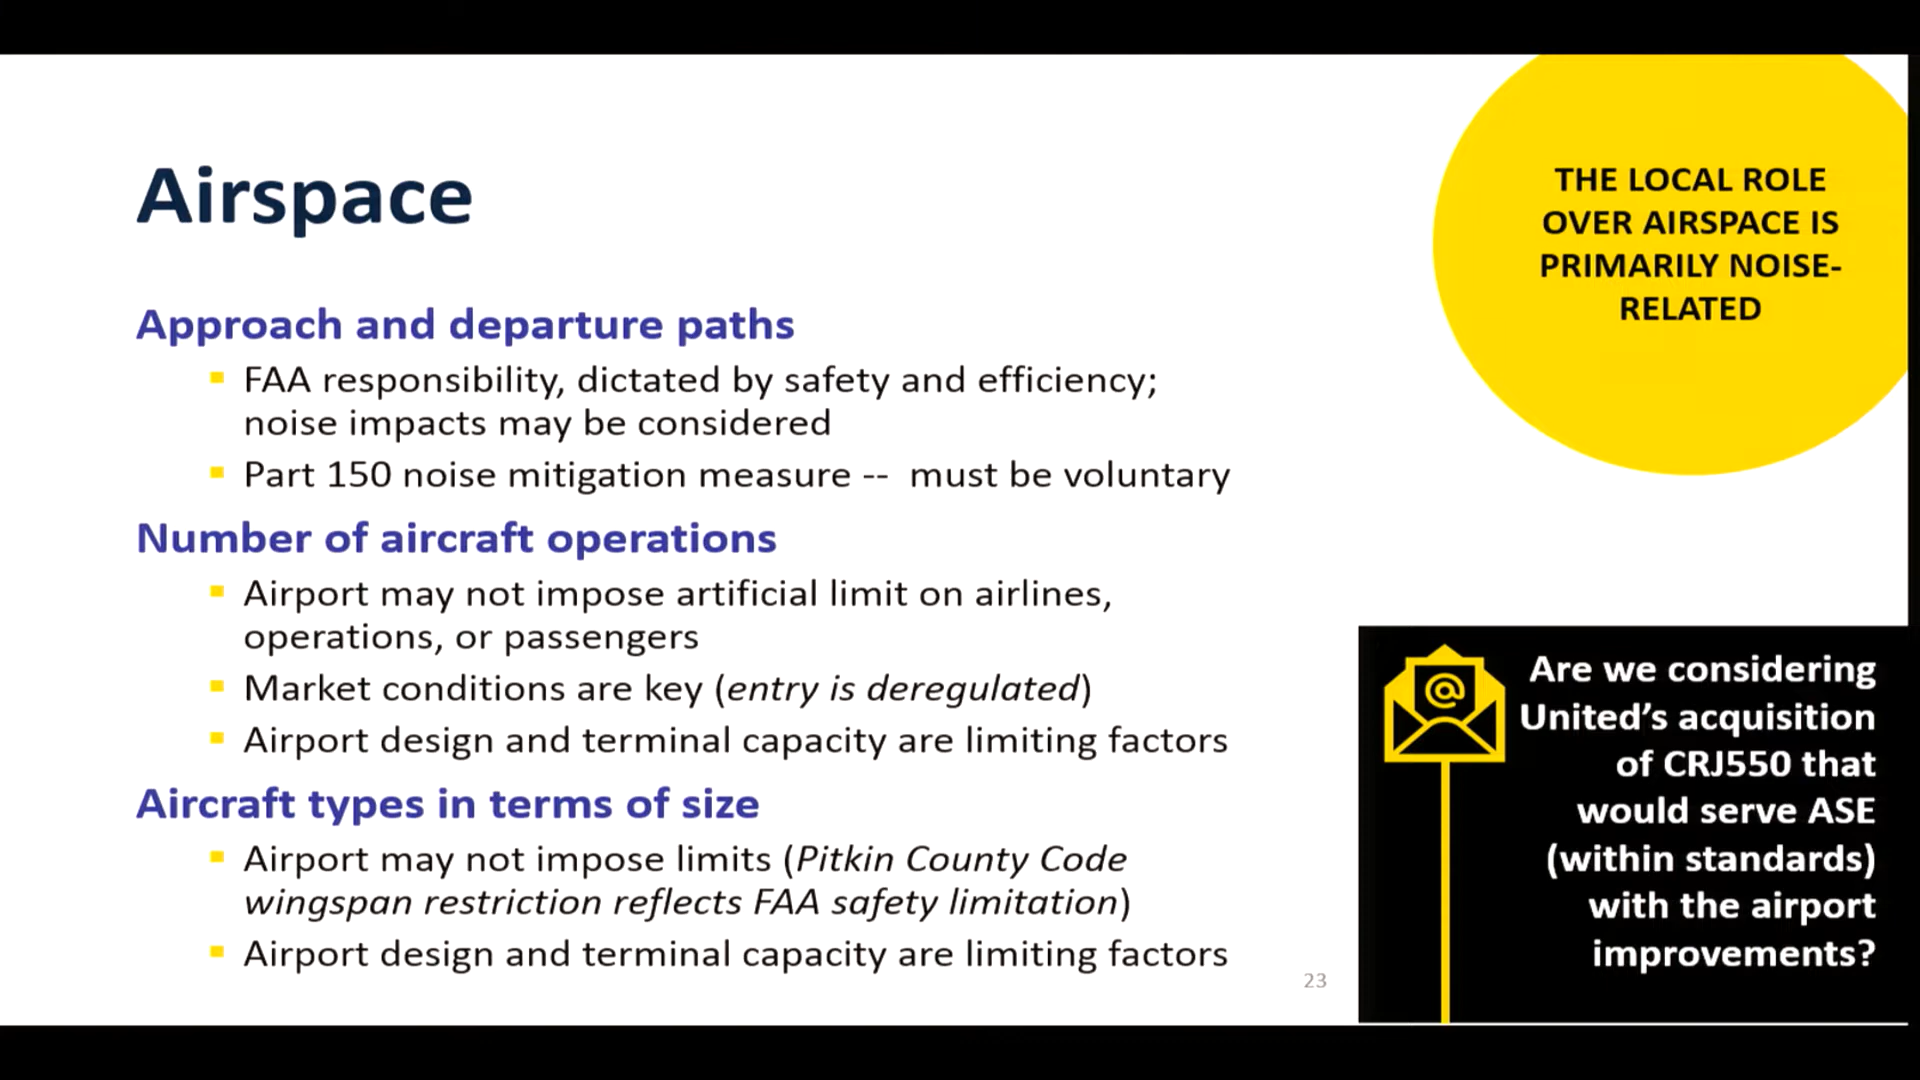 Airspace
THE LOCAL ROLE
OVER AIRSPACE IS
PRIMARILY NOISE-
RELATED
Approach and departure paths
FAA responsibility, dictated by safety and efficiency;
noise impacts may be considered
Part 150 noise mitigation measure -- must be voluntary
Number of aircraft operations
Airport may not impose artificial limit on airlines,
operations, or passengers
Market conditions are key (entry is deregulated)
Airport design and terminal capacity are limiting factors
Aircraft types in terms of size
Airport may not impose limits (Pitkin County Code
wingspan restriction reflects FAA safety limitation)
Airport design and terminal capacity are limiting factors
23
@
Are we considering
United’s acquisition
of CRJ550 that
would serve ASE
(within standards)
with the airport
improvements?